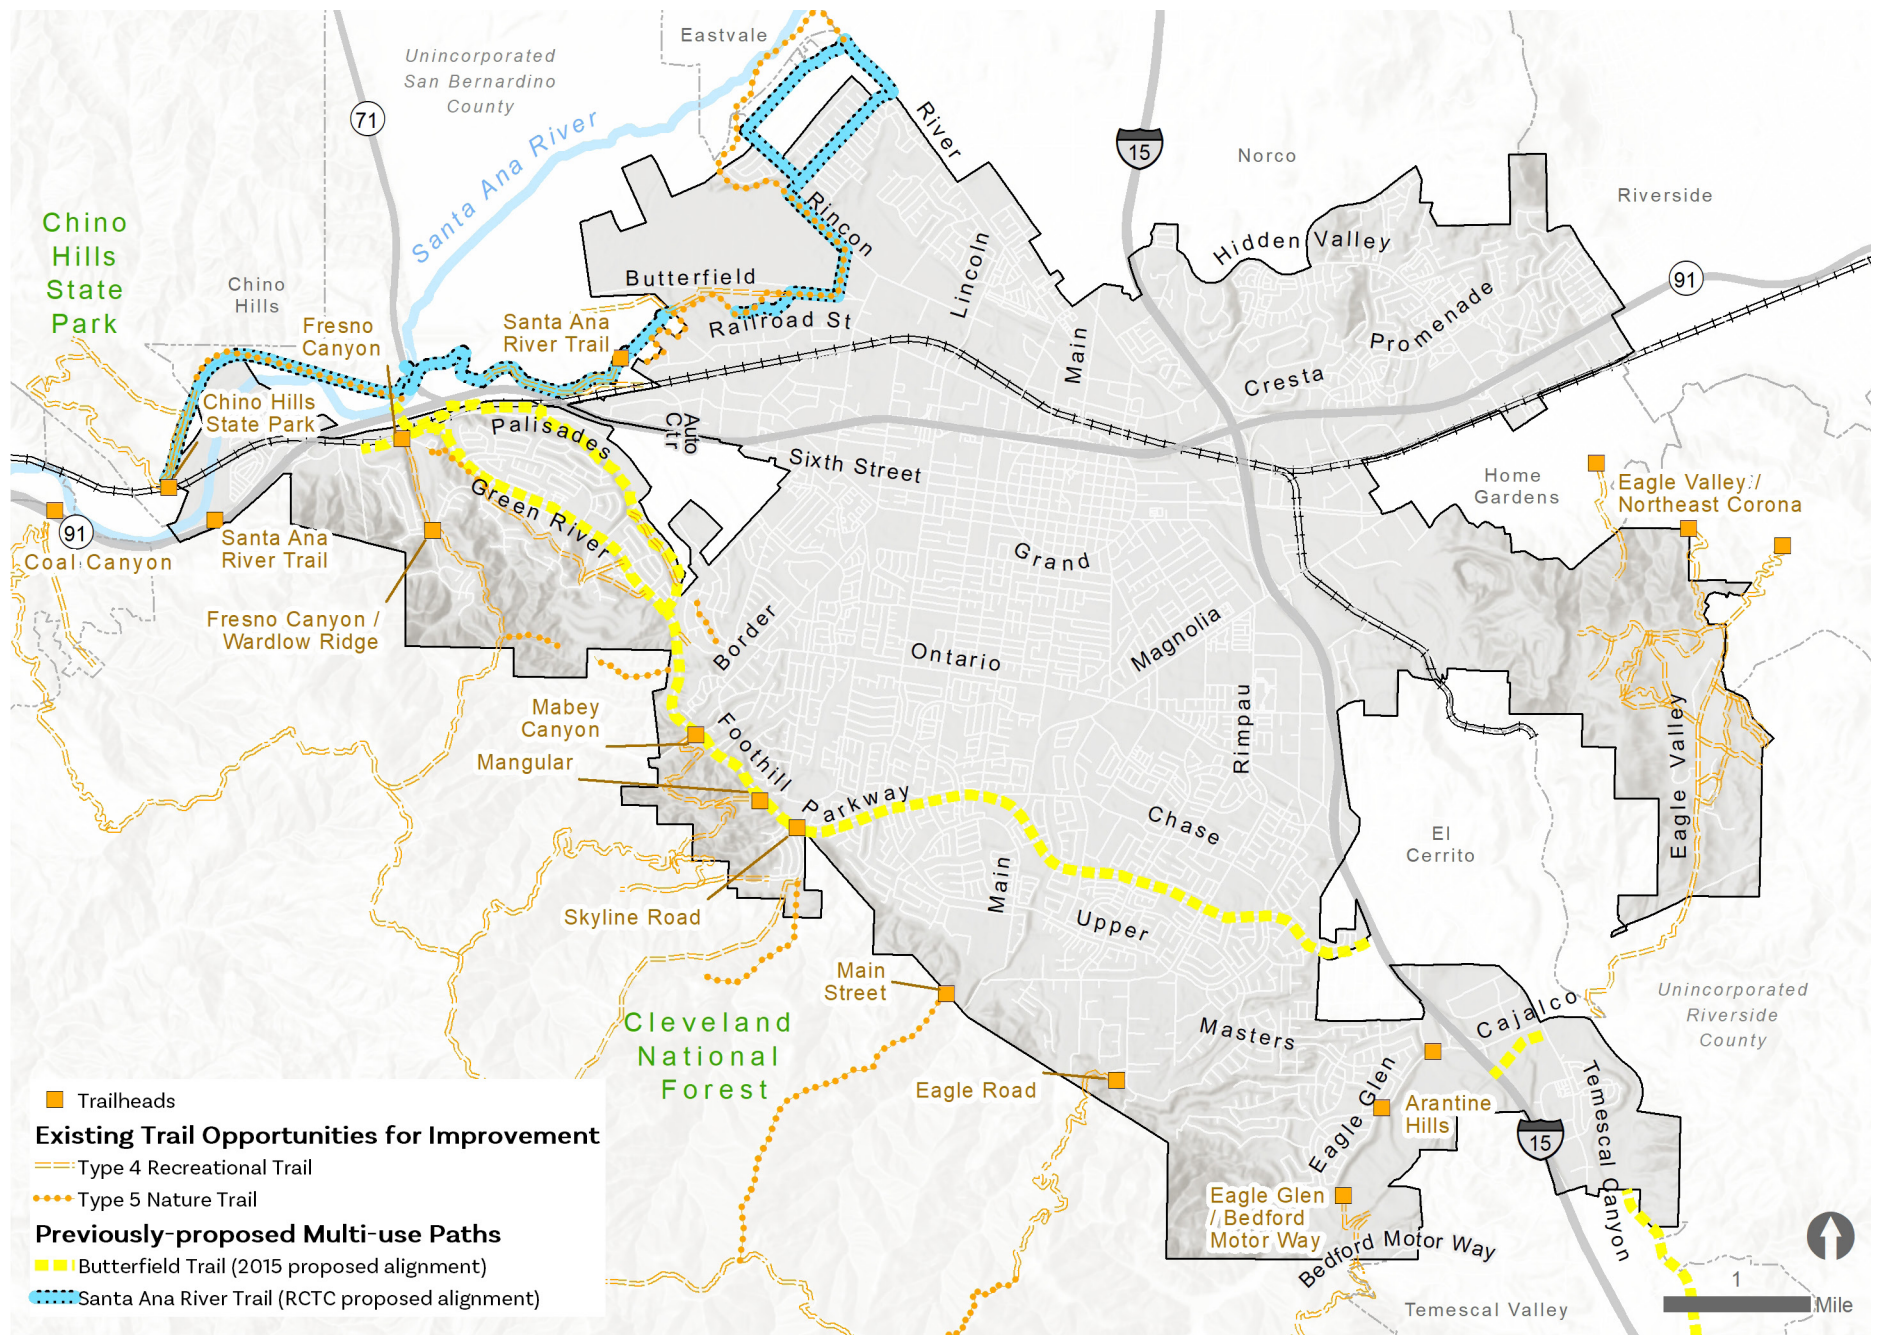 Eastvale
Unincorporated
San Bernardino
County
71
Santa Ana River
River
15
Norco
Riverside
Chino
Hills
State
Park
Chino
Hills
Rincon
Butterfield
Lincoln
Hidden Valley
91
Fresno
Canyon
Santa Ana
River Trail
Railroad St
Main
Promenade
Cresta
Chino Hills
State Park
Palisades
Auto
Ctr
Sixth Street
Home
Gardens
Eagle Valley /
Northeast Corona
Green River
91
Coal Canyon
Santa Ana
River Trail
Grand
Fresno Canyon /
Wardlow Ridge
Border
Ontario
Magnolia
Rimpau
Mabey
Canyon
Mangular
Foothill
Parkway
Eagle Valley
Chase
El
Cerrito
Main
Skyline Road
Upper
Main
Street
Cleveland
National
Forest
Masters
Cajalco
Unincorporated
Riverside
County
Eagle Road
Eagle Glen
Arantine
Hills
15
Temescal Canyon
Eagle Glen
/ Bedford
Motor Way
Bedford Motor Way
Temescal Valley
1
Mile
Trailheads
Existing Trail Opportunities for Improvement
Type 4 Recreational Trail
Type 5 Nature Trail
Previously-proposed Multi-use Paths
Butterfield Trail (2015 proposed alignment)
Santa Ana River Trail (RCTC proposed alignment)